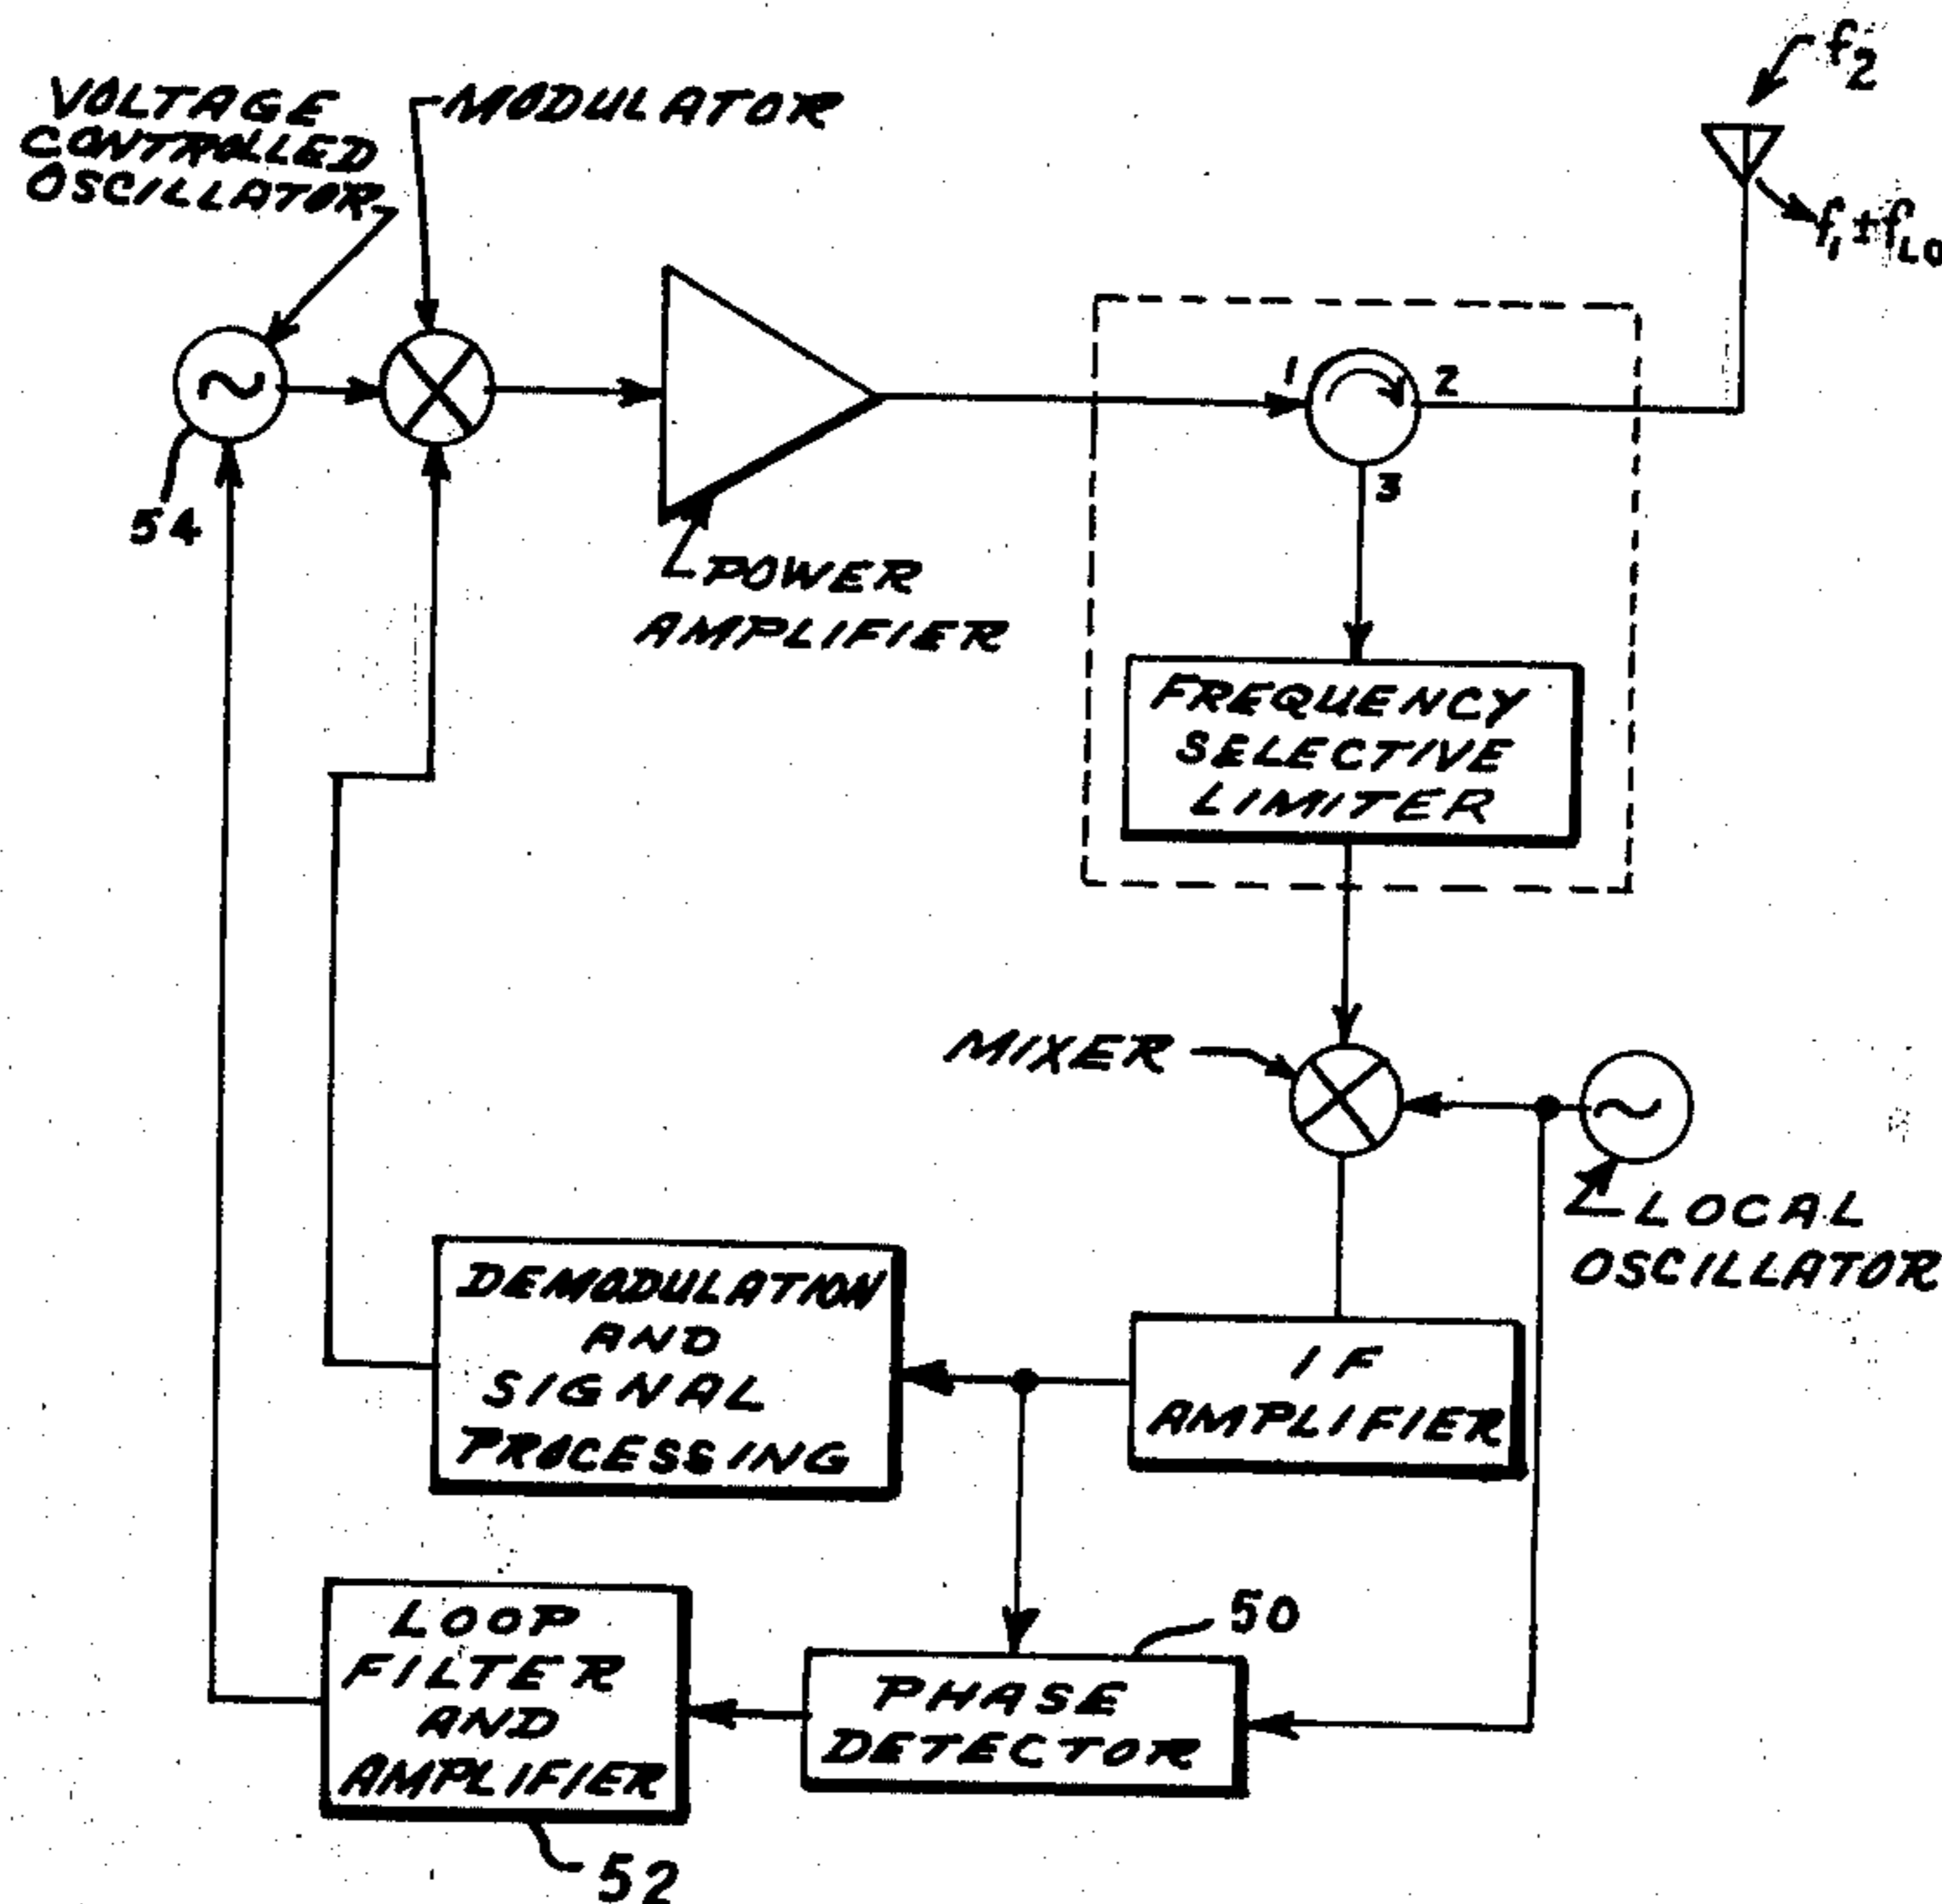 f2
VOLTAGE
CONTROLLED
OSCILLATOR
MODULATOR
f1±fLO
1
2
3
54
POWER
AMPLIFIER
FREQUENCY
SELECTIVE
LIMITER
MIXER
LOCAL
OSCILLATOR
DEMODULATION
AND
SIGNAL
PROCESSING
IF
AMPLIFIER
50
LOOP
FILTER
AND
AMPLIFIER
PHASE
DETECTOR
52